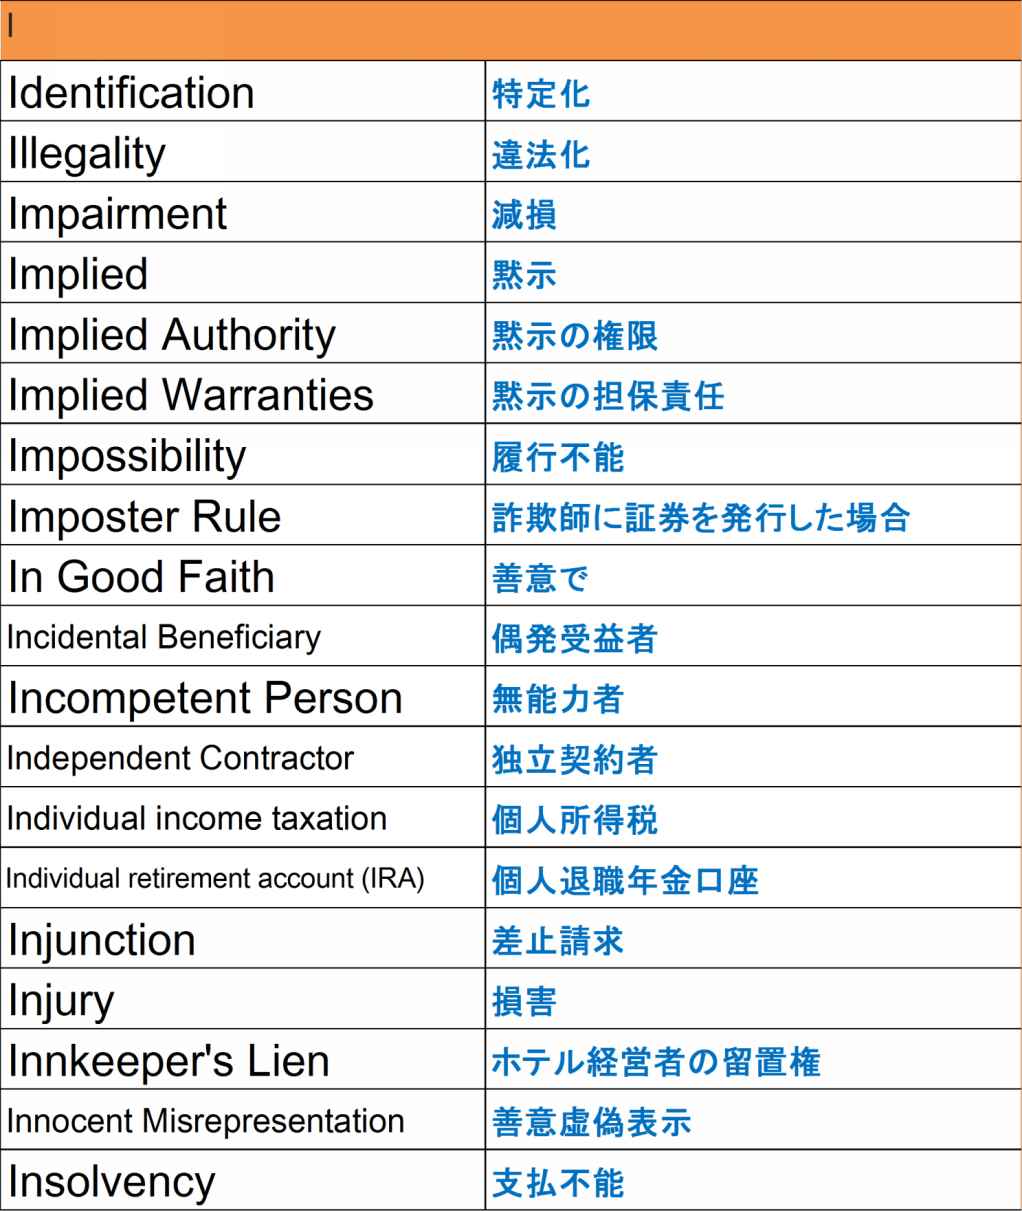 I
Identification 特定化
Illegality 違法化
Impairment 減損
Implied 黙示
Implied Authority 黙示の権限
Implied Warranties 黙示の担保責任
Impossibility 履行不能
Imposter Rule 詐欺師に証券を発行した場合
In Good Faith 善意で
Incidental Beneficiary 偶発受益者
Incompetent Person 無能力者
Independent Contractor 独立契約者
Individual income taxation 個人所得税
Individual retirement account (IRA) 個人退職年金口座
Injunction 差止請求
Injury 損害
Innkeeper's Lien ホテル経営者の留置権
Innocent Misrepresentation 善意虚偽表示
Insolvency 支払不能